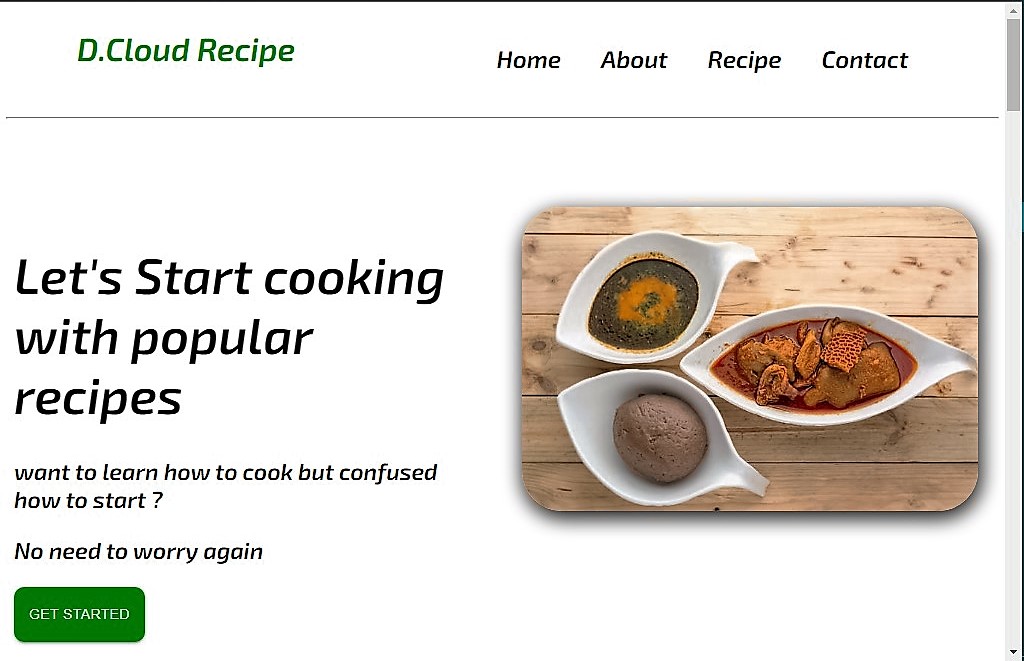 D.Cloud Recipe
Home About Recipe Contact
Let's Start cooking
with popular
recipes
want to learn how to cook but confused
how to start ?
No need to worry again
GET STARTED